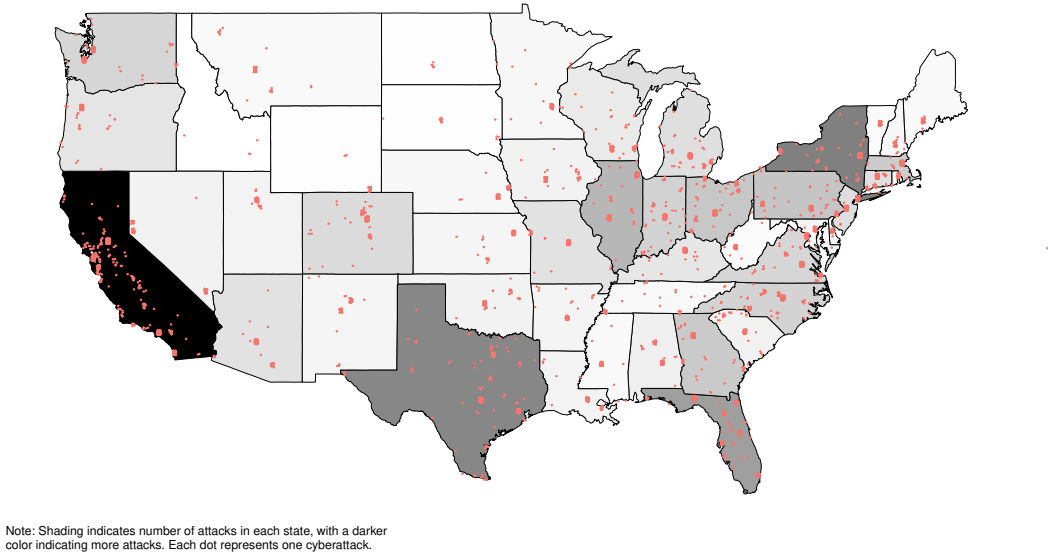 Note: Shading indicates number of attacks in each state, with a darker
color indicating more attacks. Each dot represents one cyberattack.